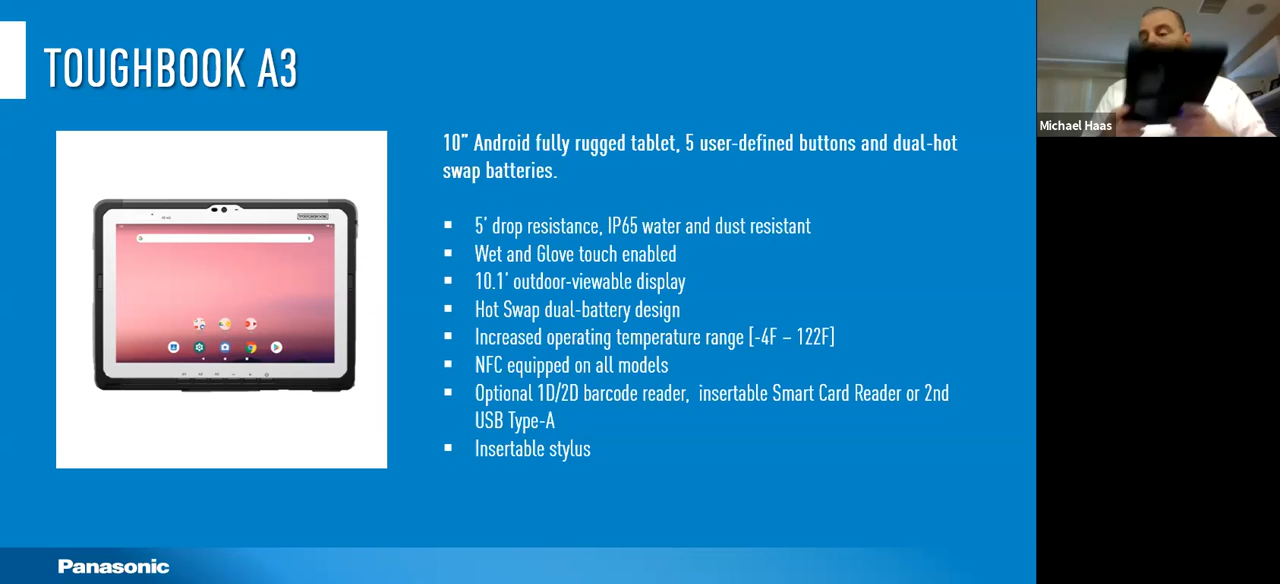 TOUGHBOOK A3
10” Android fully rugged tablet, 5 user-defined buttons and dual-hot
swap batteries.
5’ drop resistance, IP65 water and dust resistant
Wet and Glove touch enabled
10.1’ outdoor-viewable display
Hot Swap dual-battery design
Increased operating temperature range [-4F – 122F]
NFC equipped on all models
Optional 1D/2D barcode reader, insertable Smart Card Reader or 2nd
USB Type-A
Insertable stylus
TOUGHBOOK
Panasonic
Michael Haas